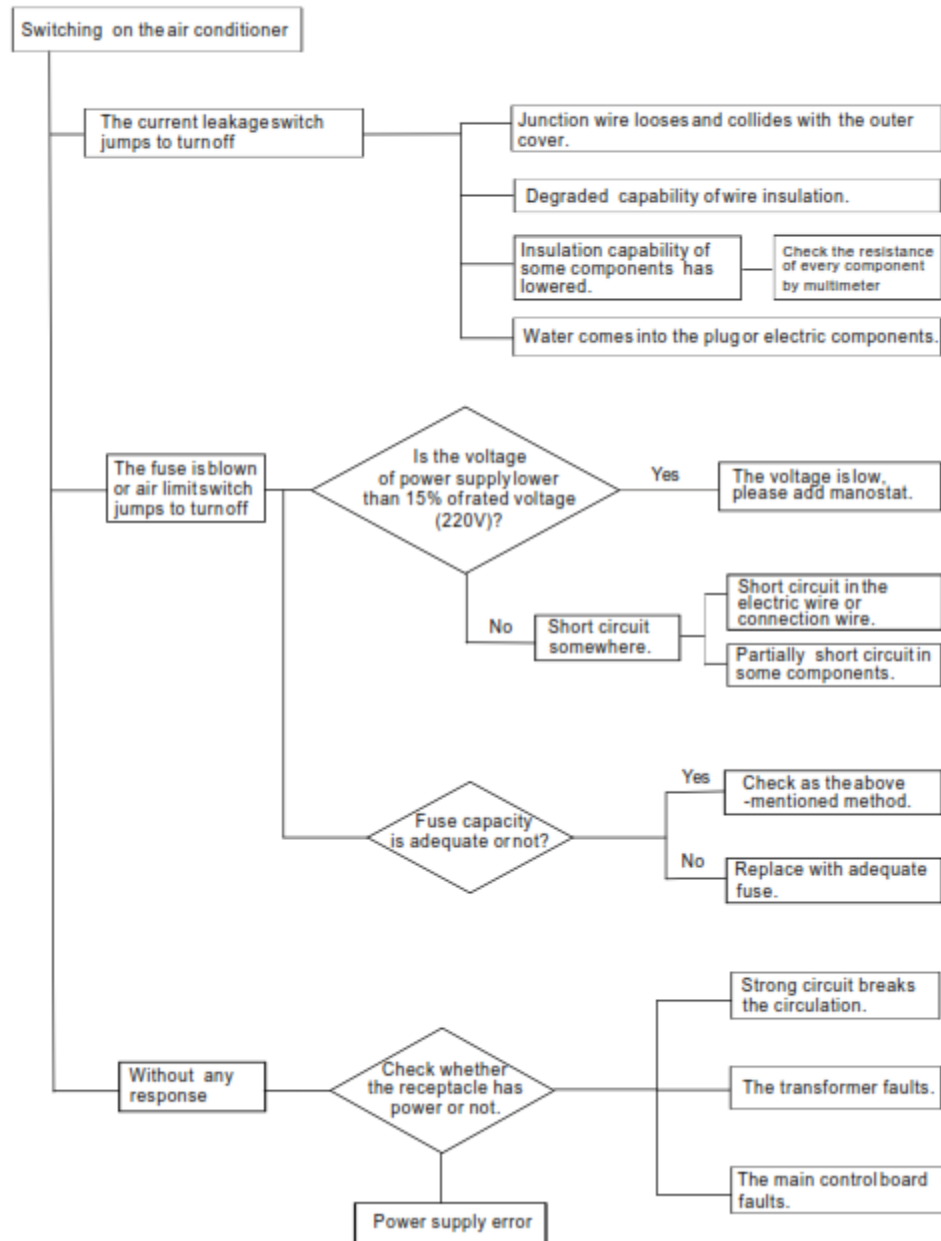 Switching on the air conditioner
The current leakage switch
jumps to turn off
Junction wire looses and collides with the outer
cover.
Degraded capability of wire insulation.
Insulation capability of
some components has
lowered.
Check the resistance
of every component
by multimeter
Water comes into the plug or electric components.
The fuse is blown
or air limit switch
jumps to turn off
Is the voltage
of power supply lower
than 15% of rated voltage
(220V)?
Yes
The voltage is low,
please add manostat.
No
Short circuit
somewhere.
Short circuit in the
electric wire or
connection wire.
Partially short circuit in
some components.
Fuse capacity
is adequate or not?
Yes
Check as the above
-mentioned method.
No
Replace with adequate
fuse.
Without any
response
Check whether
the receptacle has
power or not.
Strong circuit breaks
the circulation.
The transformer faults.
The main control board
faults.
Power supply error